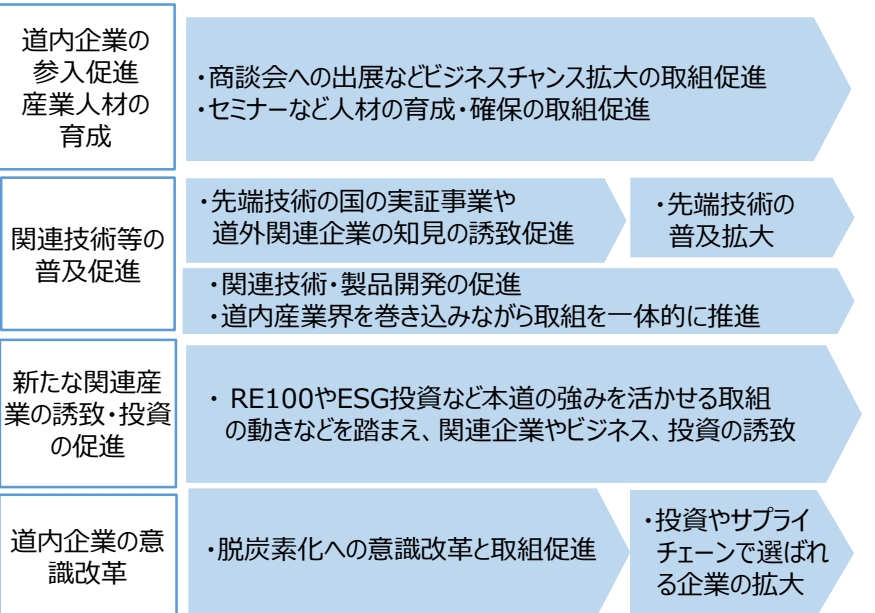 道内企業の
参入促進
産業人材の
育成
・商談会への出展などビジネスチャンス拡大の取組促進
・セミナーなど人材の育成・確保の取組促進
関連技術等の
普及促進
・先端技術の国の実証事業や
道外関連企業の知見の誘致促進
・先端技術の
普及拡大
・関連技術・製品開発の促進
・道内産業界を巻き込みながら取組を一体的に推進
新たな関連産
業の誘致・投資
の促進
・ RE100やESG投資など本道の強みを活かせる取組
の動きなどを踏まえ、関連企業やビジネス、投資の誘致
道内企業の意
識改革
・脱炭素化への意識改革と取組促進
・投資やサプライ
チェーンで選ばれ
る企業の拡大